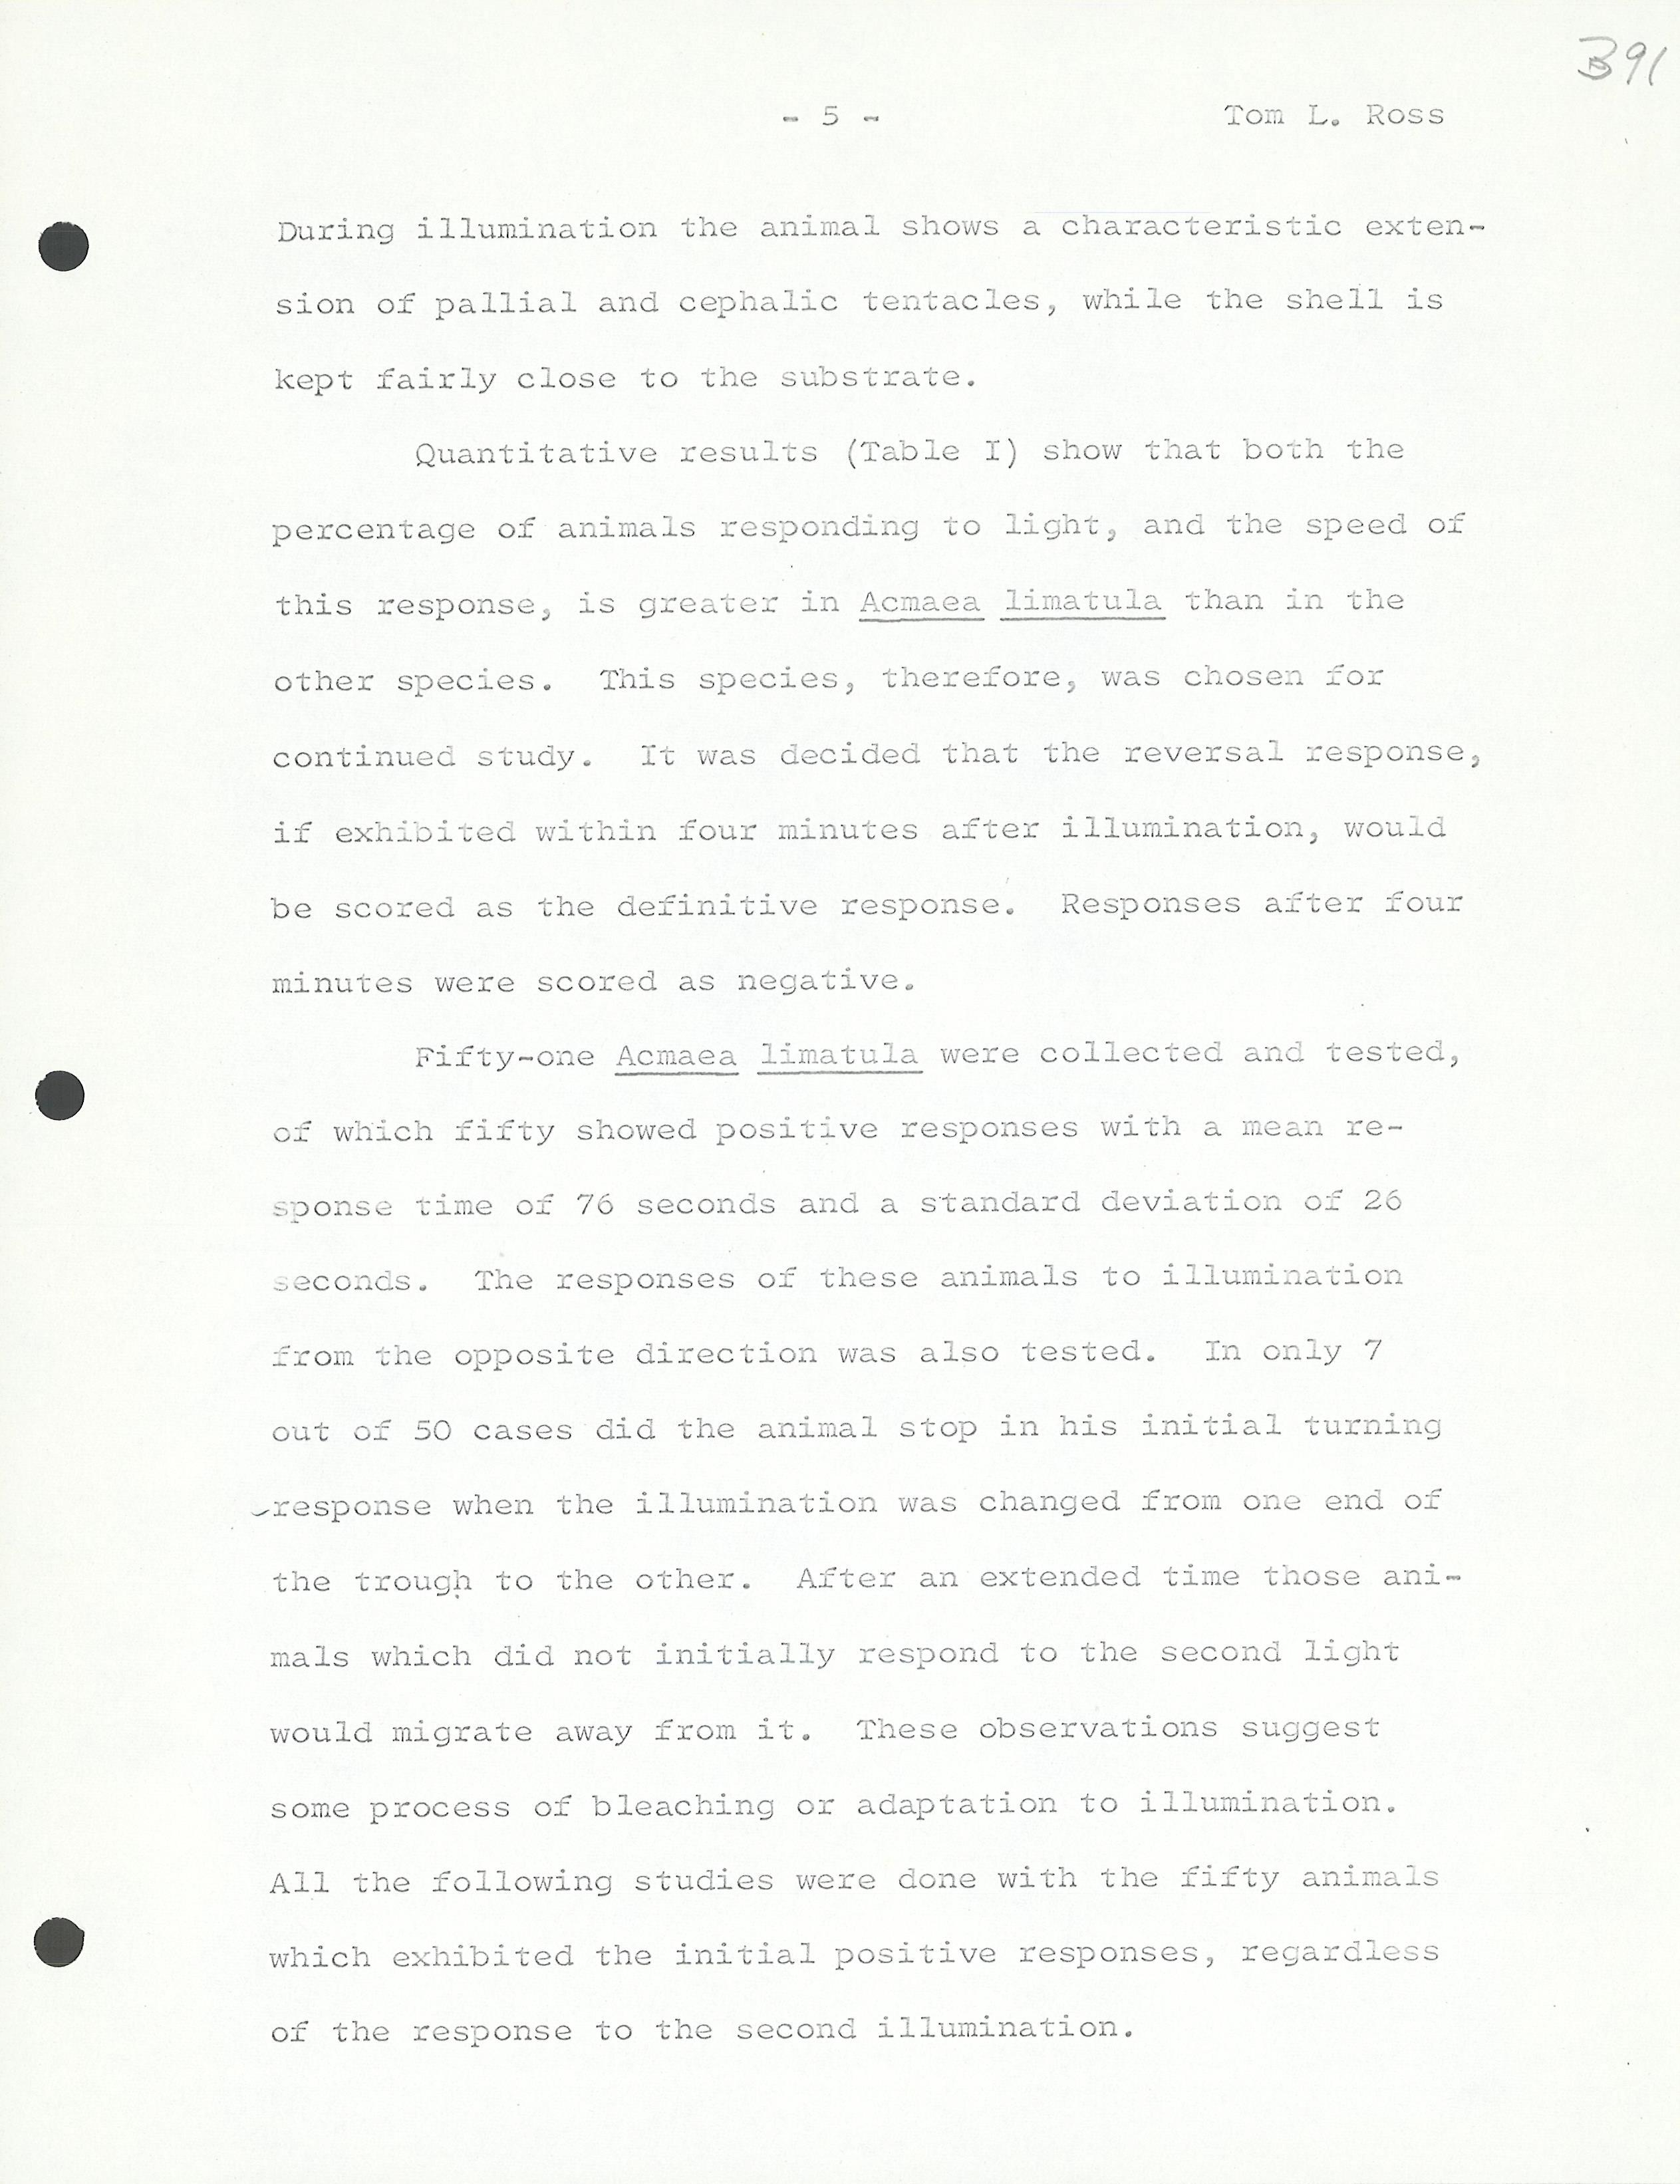 B91
- 5 - Tom L. Ross
During illumination the animal shows a characteristic exten-
sion of pallial and cephalic tentacles, while the shell is
kept fairly close to the substrate.
Quantitative results (Table I) show that both the
percentage of animals responding to light, and the speed of
this response, is greater in Acmaea limatula than in the
other species. This species, therefore, was chosen for
continued study. It was decided that the reversal response,
if exhibited within four minutes after illumination, would
be scored as the definitive response. Responses after four
minutes were scored as negative.
Fifty-one Acmaea limatula were collected and tested,
of which fifty showed positive responses with a mean re-
sponse time of 76 seconds and a standard deviation of 26
seconds. The responses of these animals to illumination
from the opposite direction was also tested. In only 7
out of 50 cases did the animal stop in his initial turning
response when the illumination was changed from one end of
the trough to the other. After an extended time those ani-
mals which did not initially respond to the second light
would migrate away from it. These observations suggest
some process of bleaching or adaptation to illumination.
All the following studies were done with the fifty animals
which exhibited the initial positive responses, regardless
of the response to the second illumination.